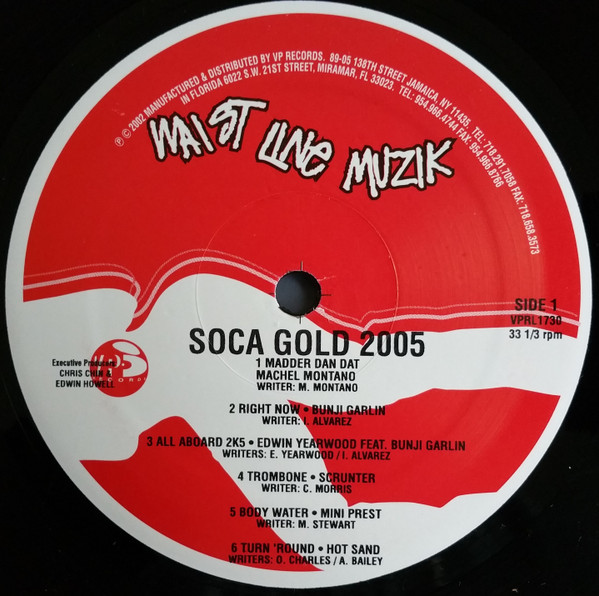 ℗ © 2002 MANUFACTURED & DISTRIBUTED BY VP RECORDS. 89-05 138TH STREET JAMAICA, NY 11435. TEL:718.291.7058 FAX:718.658.3573
IN FLORIDA 6022 S.W. 21ST STREET, MIRAMAR, FL 33023. TEL: 954.966.4744 FAX: 954.966.8766
WAIST LINE MUZIK
SIDE 1
VPRL1730
33 1/3 rpm
SOCA GOLD 2005
Executive Producers
CHRIS CHIN &
EDWIN HOWELL
1 MADDER DAN DAT
MACHEL MONTANO
WRITER: M. MONTANO
2 RIGHT NOW • BUNJI GARLIN
WRITER: I. ALVAREZ
3 ALL ABOARD 2K5 • EDWIN YEARWOOD FEAT. BUNJI GARLIN
WRITERS: E. YEARWOOD / I. ALVAREZ
4 TROMBONE • SCRUNTER
WRITER: C. MORRIS
5 BODY WATER • MINI PREST
WRITER: M. STEWART
6 TURN 'ROUND • HOT SAND
WRITERS: O. CHARLES / A. BAILEY